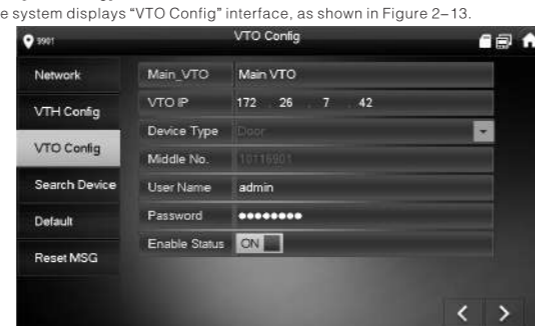 e system displays “VTO Config” interface, as shown in Figure 2–13.
9901 VTO Config
Network
VTH Config
VTO Config
Search Device
Default
Reset MSG
Main_VTO Main VTO
VTO IP 172 . 26 . 7 . 42
Device Type Door
Middle No. 10116901
User Name admin
Password ●●●●●●●●
Enable Status ON